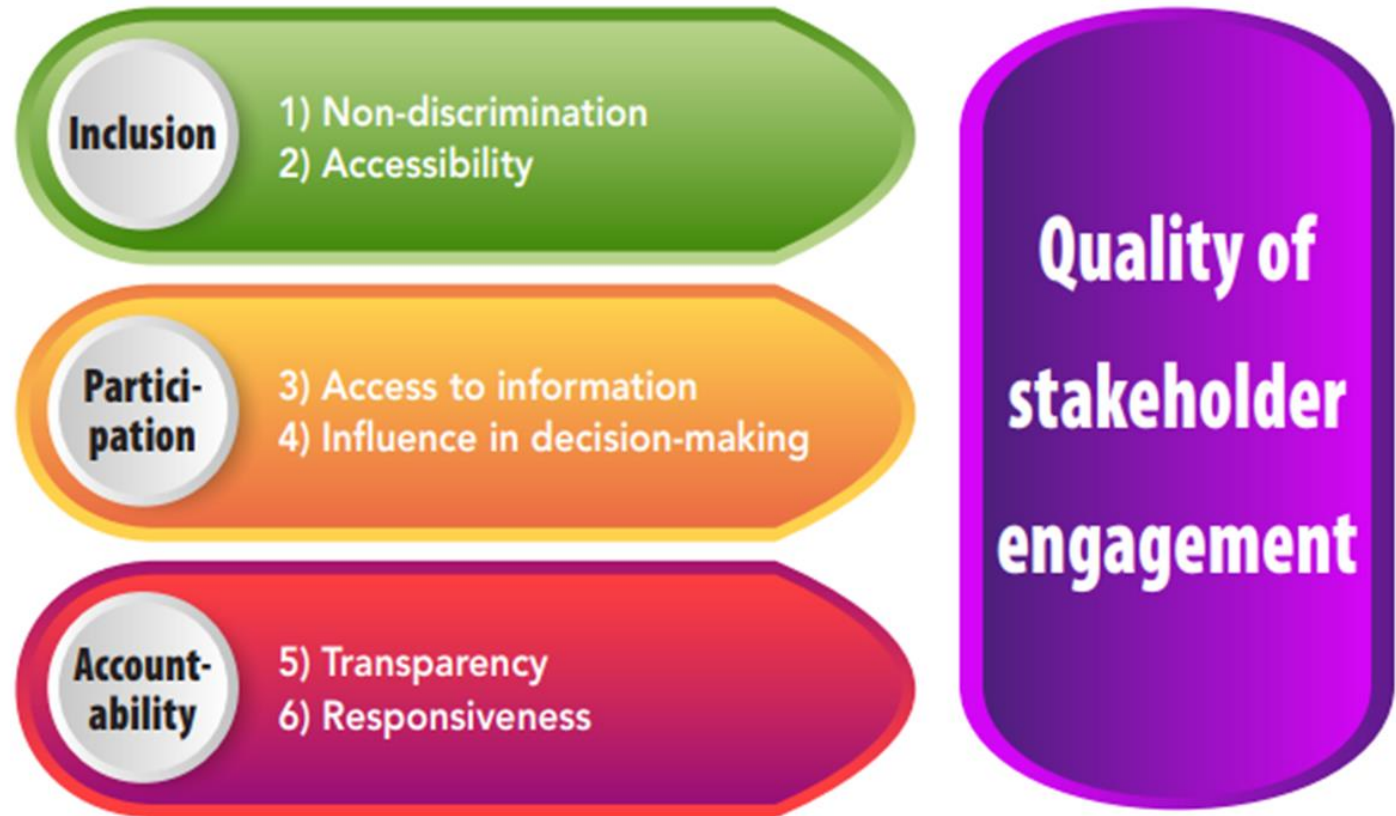 Inclusion
1) Non-discrimination
2) Accessibility
Partici-
pation
3) Access to information
4) Influence in decision-making
Account-
ability
5) Transparency
6) Responsiveness
Quality of
stakeholder
engagement